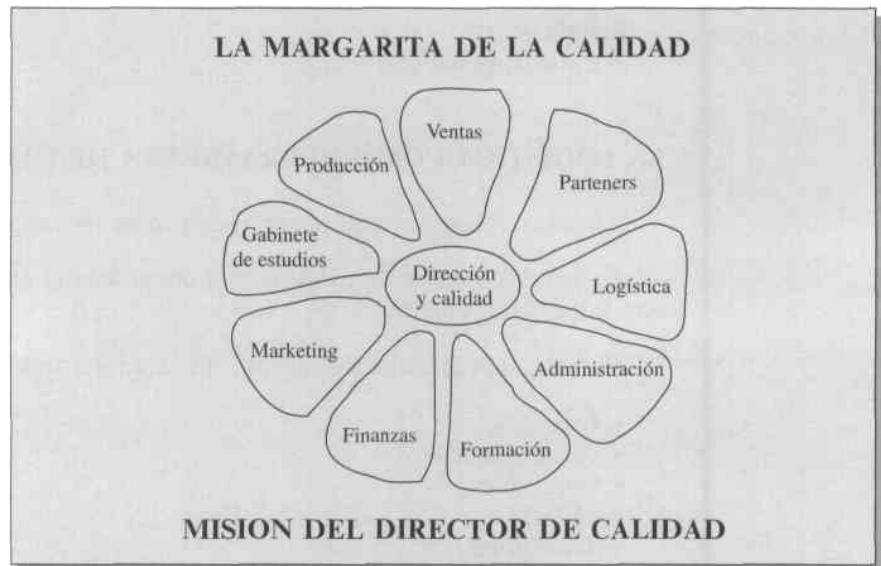 LA MARGARITA DE LA CALIDAD
Ventas
Producción
Parteners
Gabinete
de estudios
Dirección
y calidad
Logística
Marketing
Administración
Finanzas
Formación
MISION DEL DIRECTOR DE CALIDAD